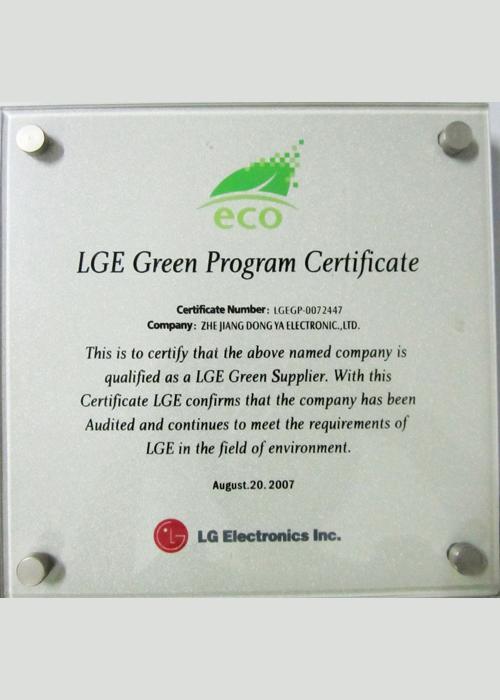 eco
LGE Green Program Certificate
Certificate Number: LGEGP-0072447
Company: ZHE JIANG DONG YA ELECTRONIC.,LTD.
This is to certify that the above named company is
qualified as a LGE Green Supplier. With this
Certificate LGE confirms that the company has been
Audited and continues to meet the requirements of
LGE in the field of environment.
August.20.2007
LG Electronics Inc.